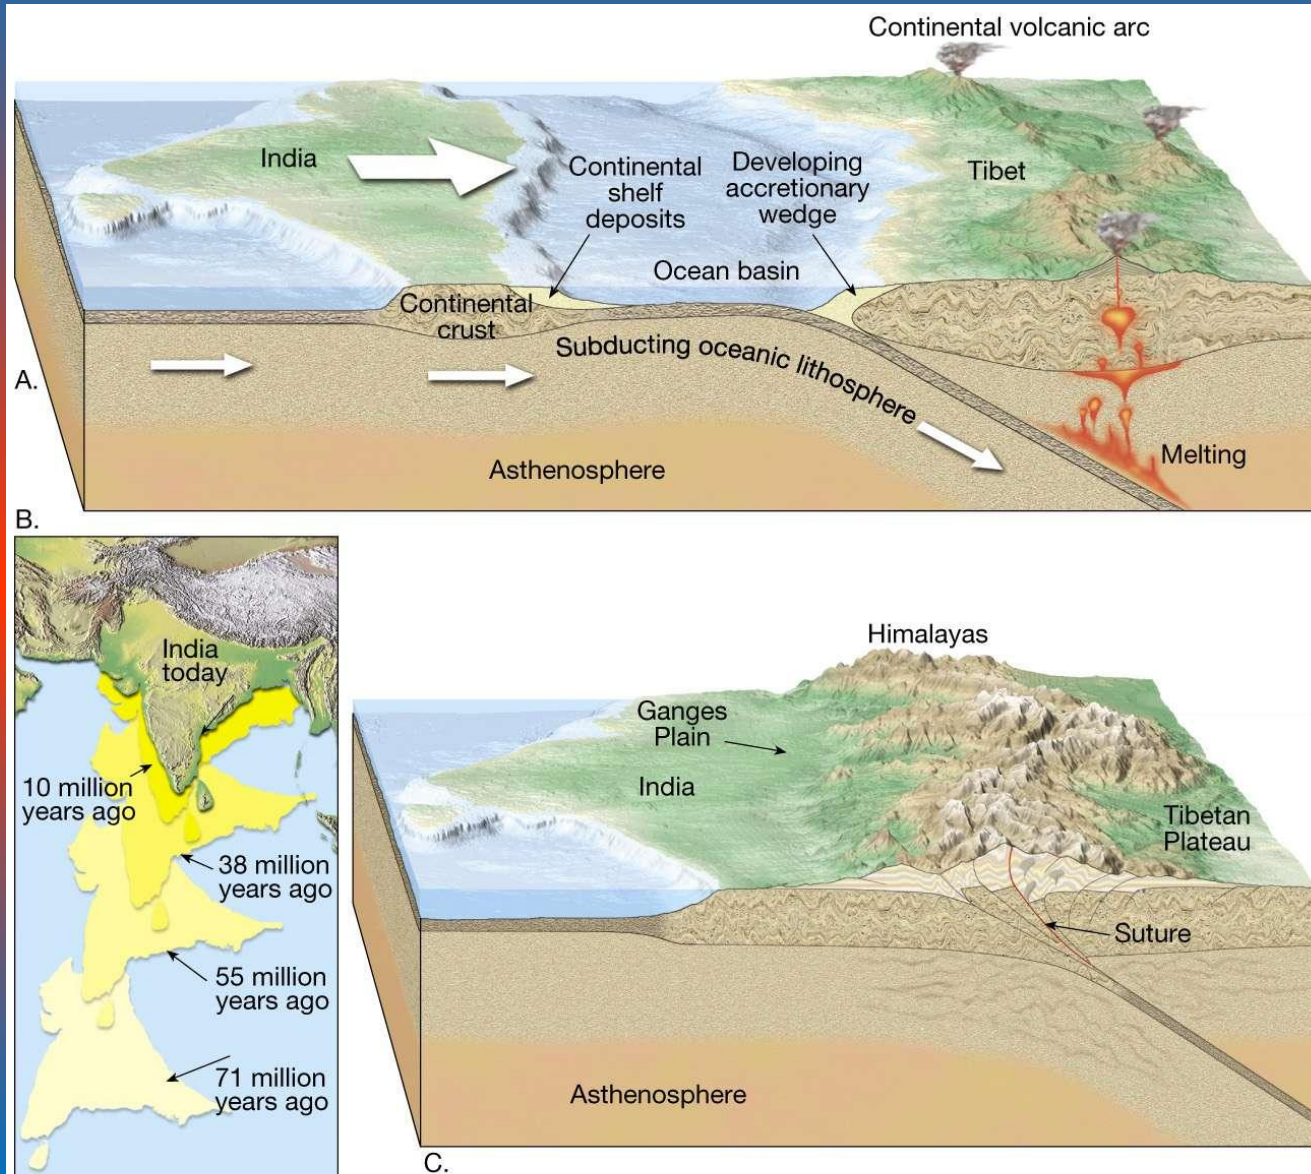 Continental volcanic arc
India
Continental
shelf
deposits
Developing
accretionary
wedge
Tibet
Ocean basin
Continental
crust
Subducting oceanic lithosphere
A.
Asthenosphere
Melting
B.
India
today
10 million
years ago
38 million
years ago
55 million
years ago
71 million
years ago
Himalayas
Ganges
Plain
India
Tibetan
Plateau
Suture
Asthenosphere
C.